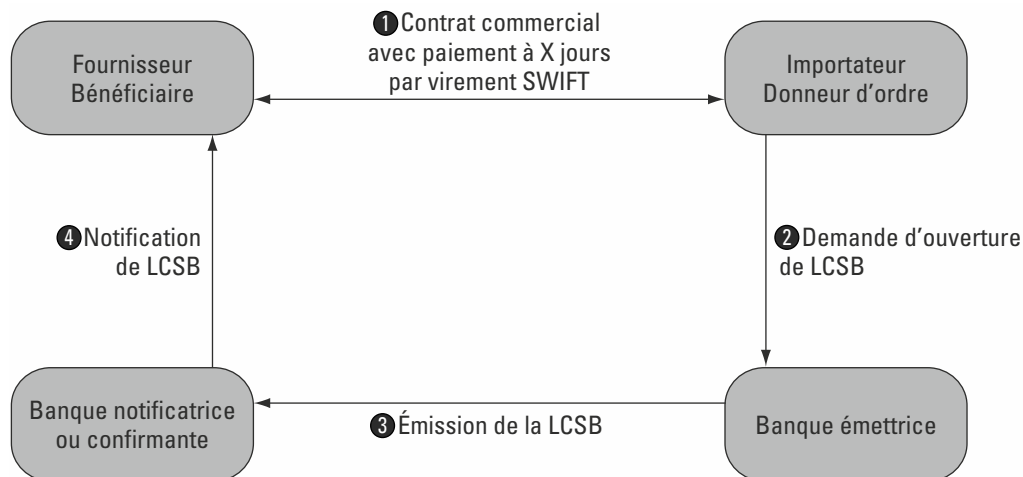 ❶ Contrat commercial
avec paiement à X jours
par virement SWIFT
Fournisseur
Bénéficiaire
Importateur
Donneur d'ordre
❹ Notification
de LCSB
❷ Demande d'ouverture
de LCSB
Banque notificatrice
ou confirmante
❸ Émission de la LCSB
Banque émettrice